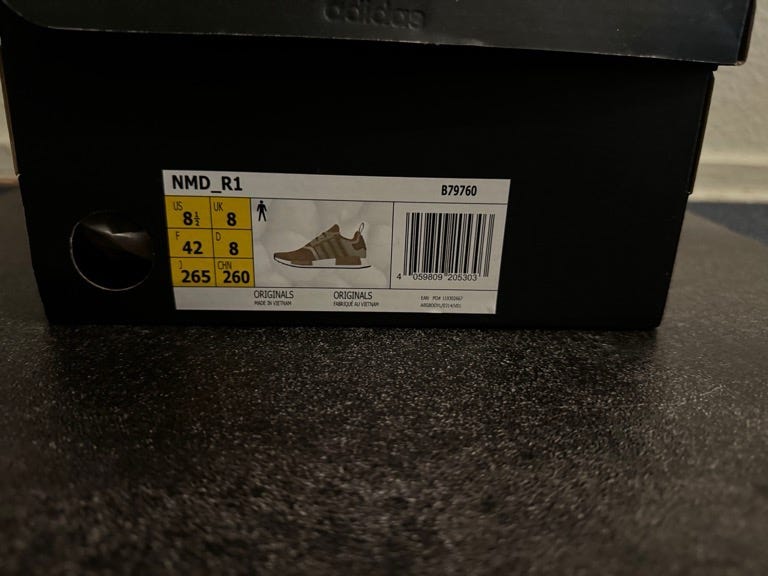 adidas
NMD_R1
B79760
US 8½ UK 8
F 42 D 8
J 265 CHN 260
4 059809 205303
ORIGINALS ORIGINALS
MADE IN VIETNAM FABRIQUÉ AU VIETNAM
EAN